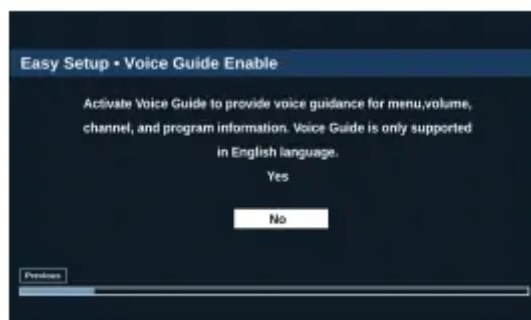 Easy Setup • Voice Guide Enable
Activate Voice Guide to provide voice guidance for menu,volume,
channel, and program information. Voice Guide is only supported
in English language.
Yes
No
Previous